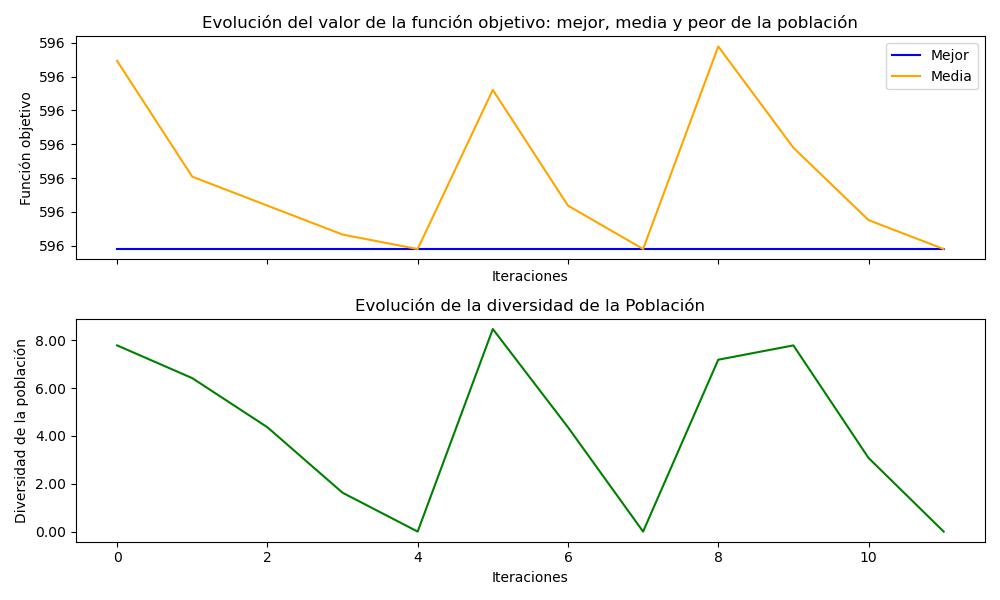 Evolución del valor de la función objetivo: mejor, media y peor de la población
596
596
596
596
596
596
596
Función objetivo
Mejor
Media
Iteraciones
Evolución de la diversidad de la Población
8.00
6.00
4.00
2.00
0.00
Diversidad de la población
0 2 4 6 8 10
Iteraciones